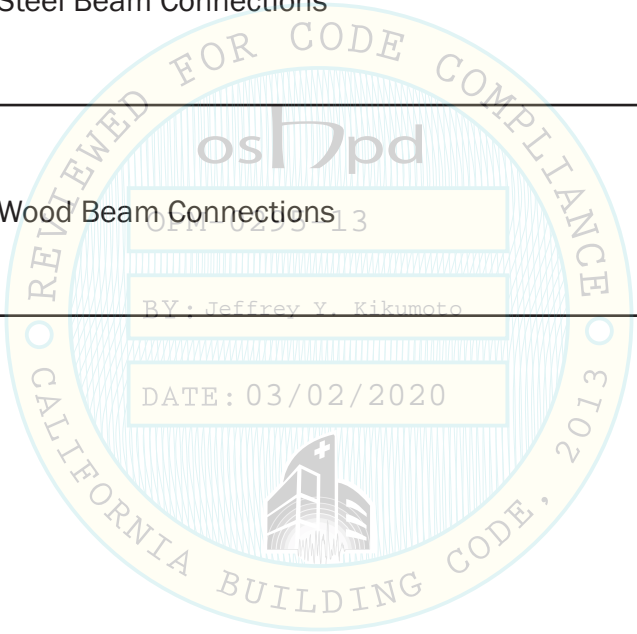 Steel Beam Connections
REVIEWED FOR CODE COMPLIANCE
oshpd
Wood Beam Connections
OPM-0293-13
BY: Jeffrey Y. Kikumoto
DATE: 03/02/2020
CALIFORNIA BUILDING CODE, 2013